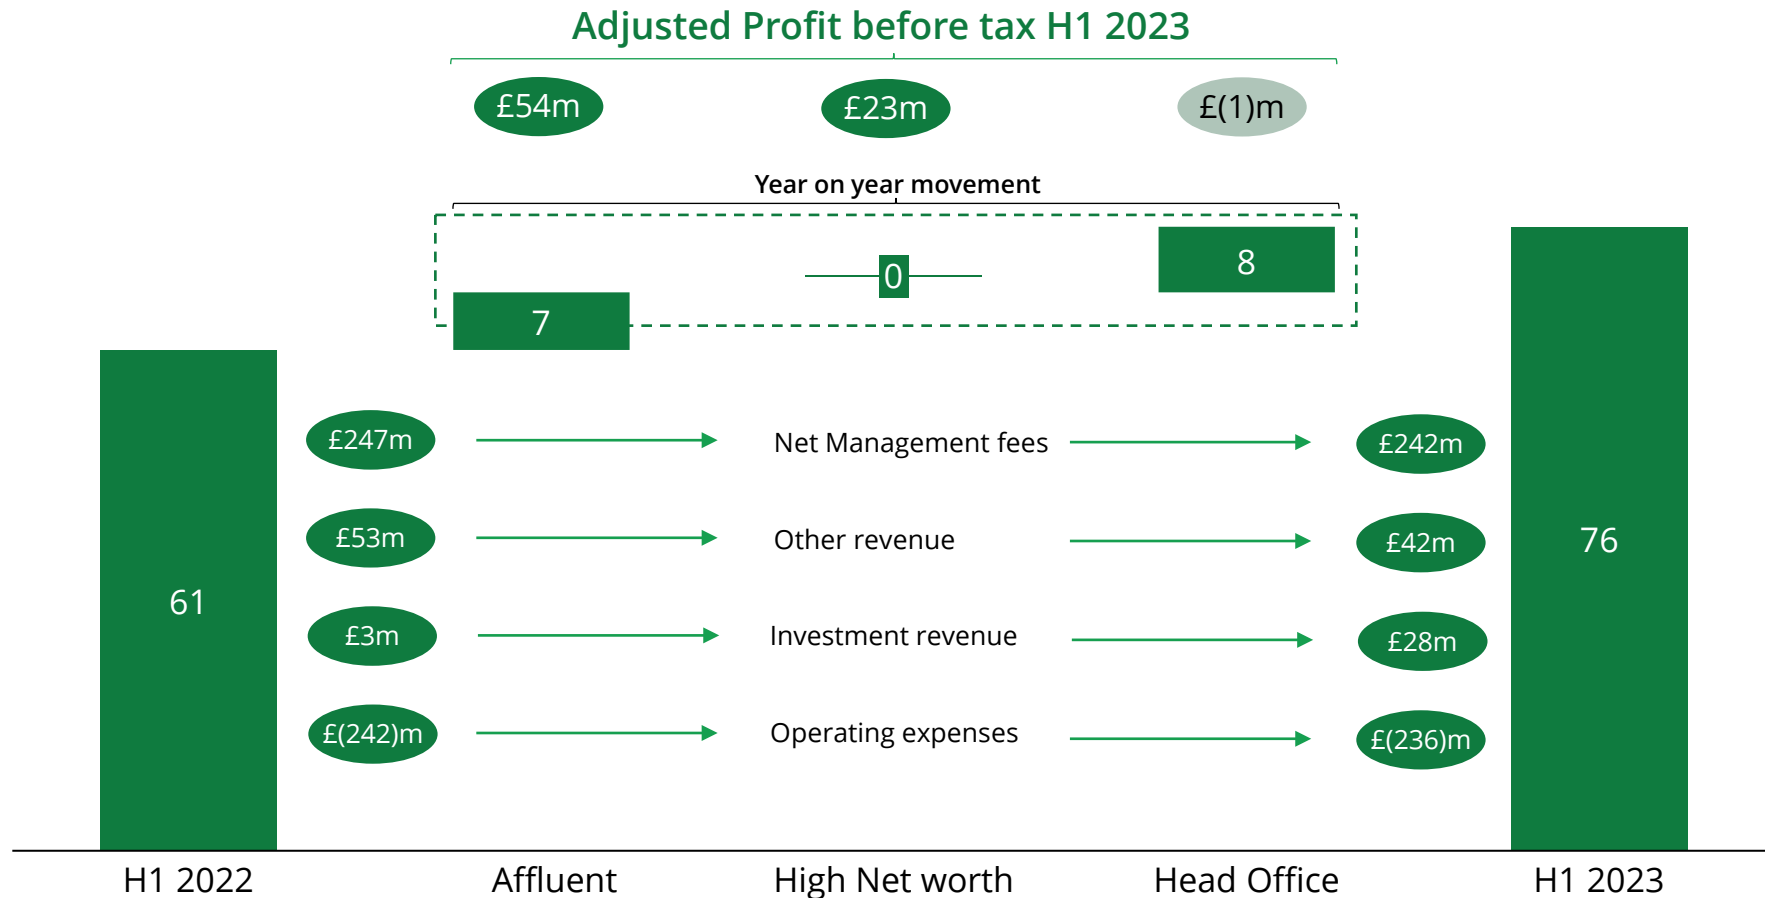 Adjusted Profit before tax H1 2023
£54m
£23m
£(1)m
Year on year movement
7
0
8
61
76
£247m
Net Management fees
£242m
£53m
Other revenue
£42m
£3m
Investment revenue
£28m
£(242)m
Operating expenses
£(236)m
H1 2022
Affluent
High Net worth
Head Office
H1 2023